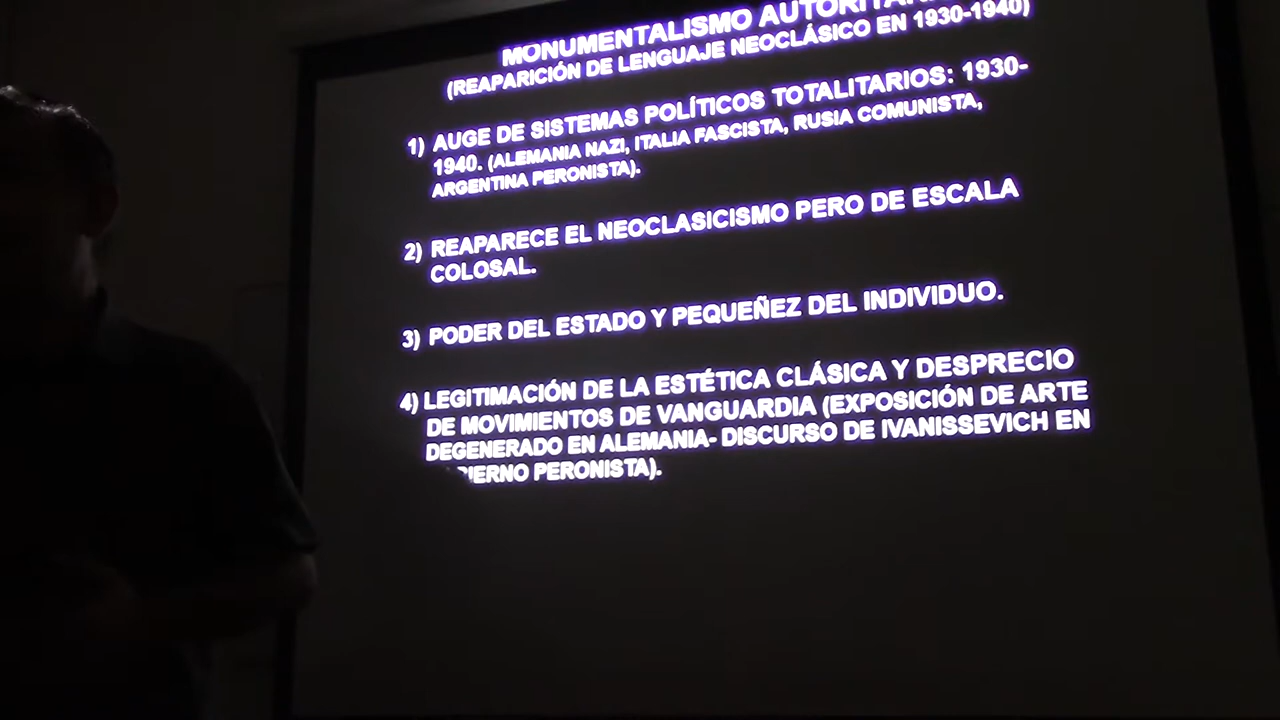 MONUMENTALISMO
(REAPARICIÓN DE LENGUAJE NEOCLÁSICO EN 1930-1940)
1) AUGE DE SISTEMAS POLÍTICOS TOTALITARIOS: 1930-
1940. (ALEMANIA NAZI, ITALIA FASCISTA, RUSIA COMUNISTA,
ARGENTINA PERONISTA).
2) REAPARECE EL NEOCLASICISMO PERO DE ESCALA
COLOSAL.
3) PODER DEL ESTADO Y PEQUEÑEZ DEL INDIVIDUO.
4) LEGITIMACIÓN DE LA ESTÉTICA CLÁSICA Y DESPRECIO
DE MOVIMIENTOS DE VANGUARDIA (EXPOSICIÓN DE ARTE
DEGENERADO EN ALEMANIA- DISCURSO DE IVANISSEVICH EN
PERONISTA).